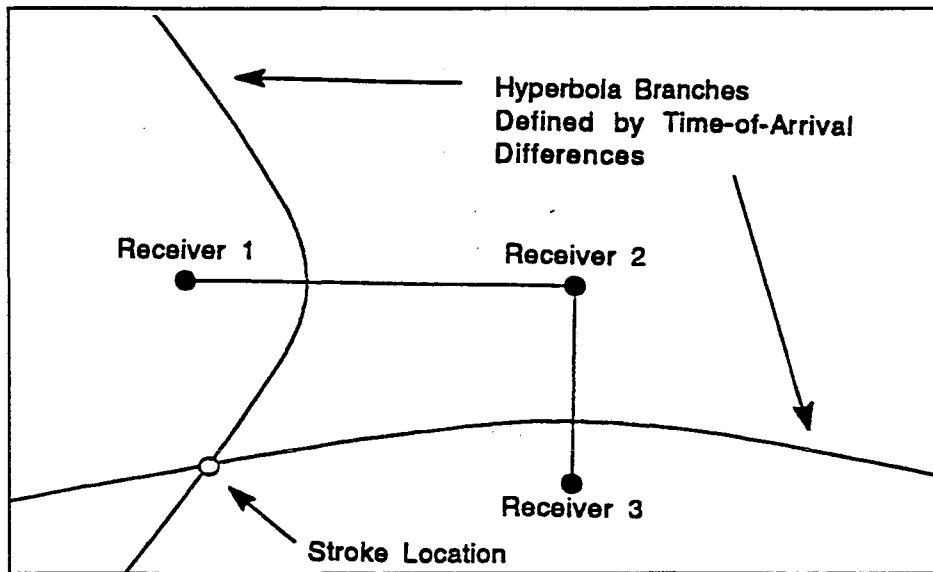 Hyperbola Branches
Defined by Time-of-Arrival
Differences
Receiver 1
Receiver 2
Receiver 3
Stroke Location